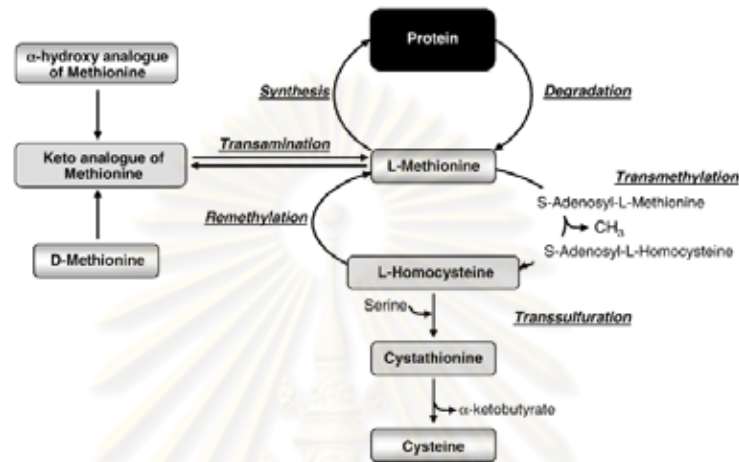 Protein
α-hydroxy analogue
of Methionine
Synthesis
Degradation
Transamination
Keto analogue of
Methionine
L-Methionine
Transmethylation
S-Adenosyl-L-Methionine
Remethylation
CH₃
D-Methionine
S-Adenosyl-L-Homocysteine
L-Homocysteine
Serine
Transsulfuration
Cystathionine
α-ketobutyrate
Cysteine